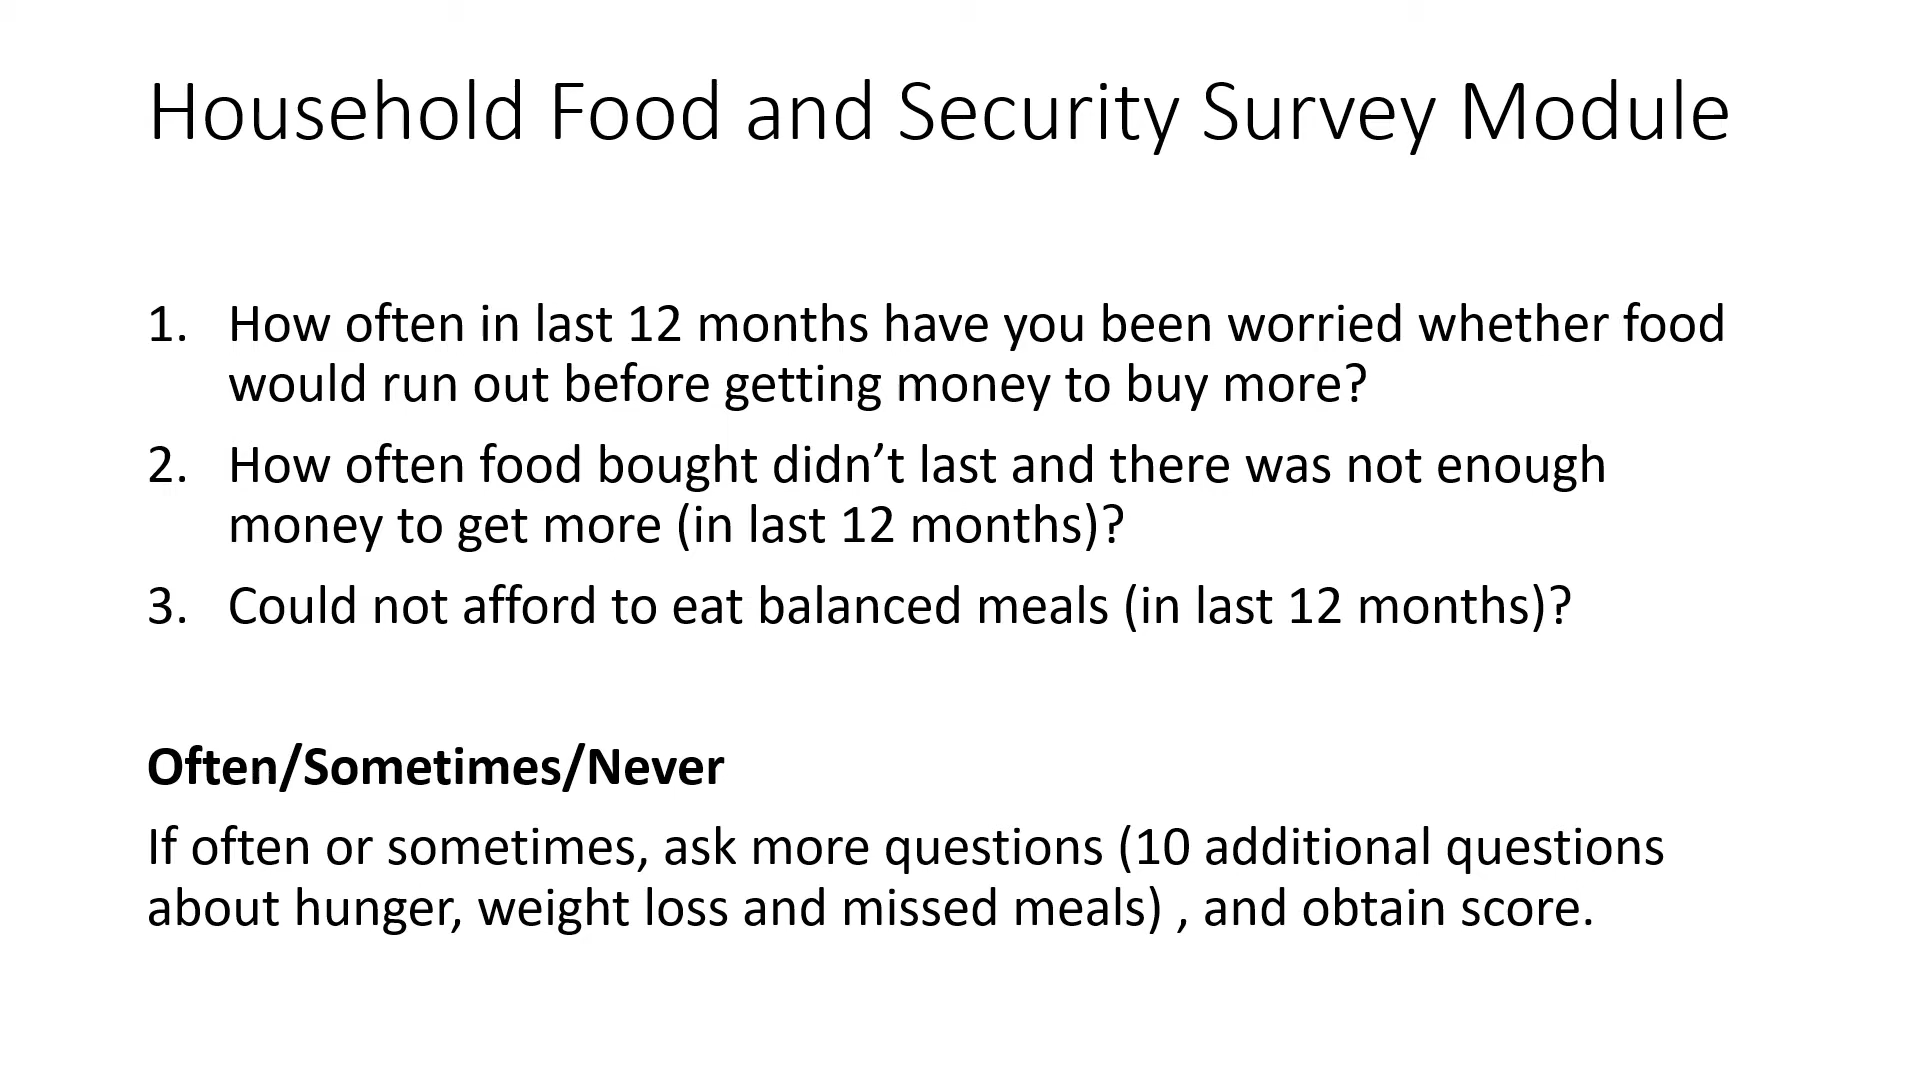 Household Food and Security Survey Module
1. How often in last 12 months have you been worried whether food
would run out before getting money to buy more?
2. How often food bought didn’t last and there was not enough
money to get more (in last 12 months)?
3. Could not afford to eat balanced meals (in last 12 months)?
Often/Sometimes/Never
If often or sometimes, ask more questions (10 additional questions
about hunger, weight loss and missed meals) , and obtain score.